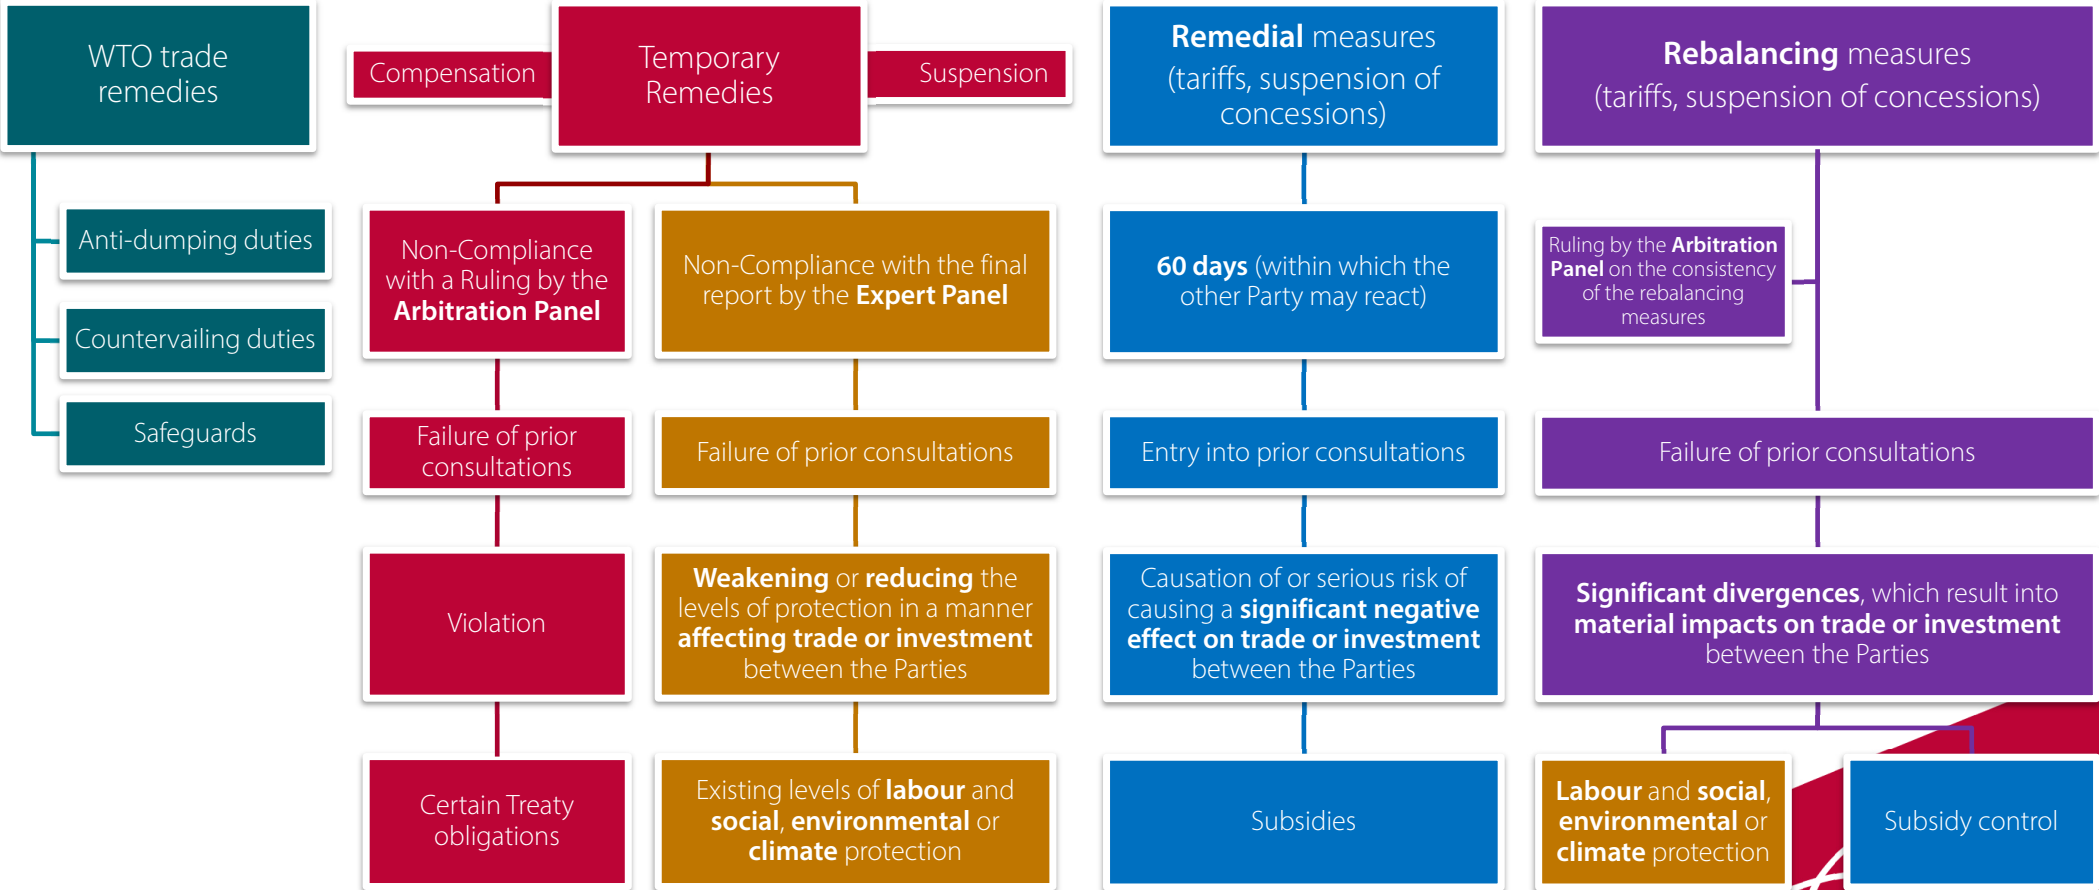 WTO trade
remedies
Anti-dumping duties
Countervailing duties
Safeguards
Compensation
Temporary
Remedies
Suspension
Non-Compliance
with a Ruling by the
Arbitration Panel
Failure of prior
consultations
Violation
Certain Treaty
obligations
Non-Compliance with the final
report by the Expert Panel
Failure of prior consultations
Weakening or reducing the
levels of protection in a manner
affecting trade or investment
between the Parties
Existing levels of labour and
social, environmental or
climate protection
Remedial measures
(tariffs, suspension of
concessions)
60 days (within which the
other Party may react)
Entry into prior consultations
Causation of or serious risk of
causing a significant negative
effect on trade or investment
between the Parties
Subsidies
Rebalancing measures
(tariffs, suspension of concessions)
Ruling by the Arbitration
Panel on the consistency
of the rebalancing
measures
Failure of prior consultations
Significant divergences, which result into
material impacts on trade or investment
between the Parties
Labour and social,
environmental or
climate protection
Subsidy control